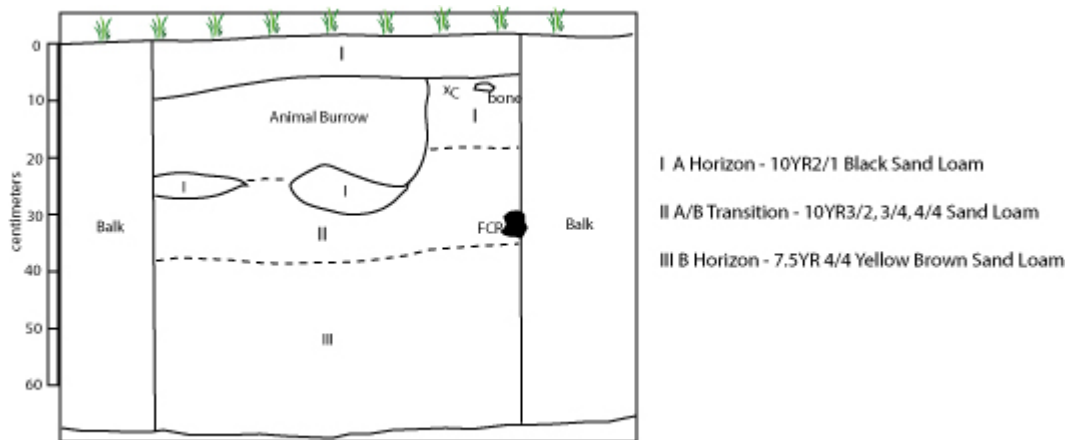 0
10
20
30
40
50
60
centimeters
Balk
I
Animal Burrow
xC
bone
I
I
I
II
FCR
III
Balk
I A Horizon - 10YR2/1 Black Sand Loam
II A/B Transition - 10YR3/2, 3/4, 4/4 Sand Loam
III B Horizon - 7.5YR 4/4 Yellow Brown Sand Loam